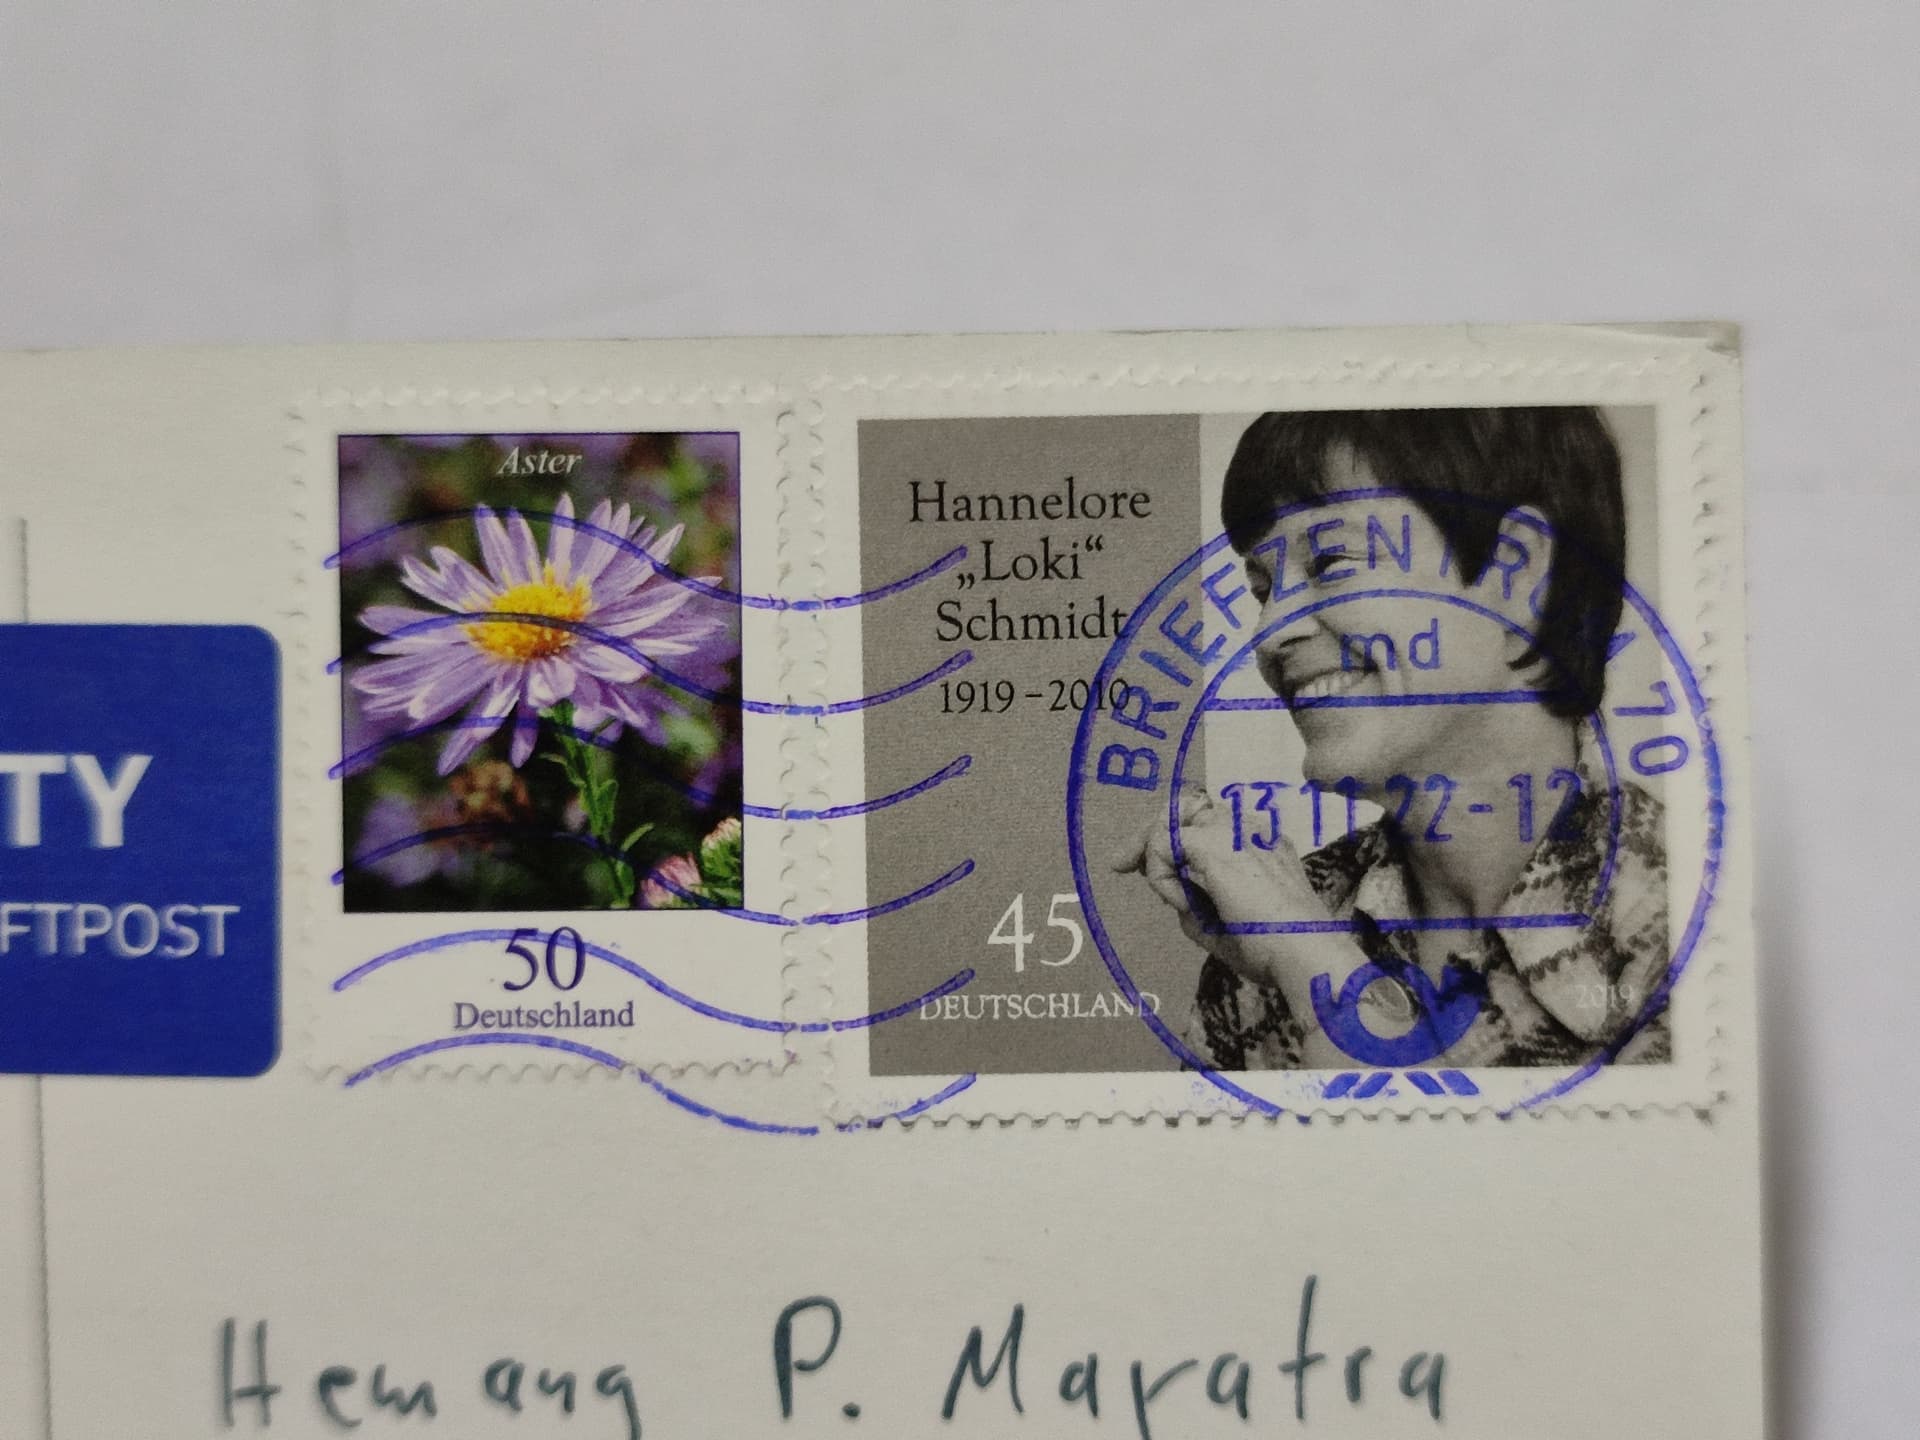 TY
FTPOST
Aster
50
Deutschland
Hannelore
„Loki“
Schmidt
1919 – 2010
45
DEUTSCHLAND
2019
BRIEFZENTRUM 70
md
13 11 22 - 12
Hemang P. Mayatra